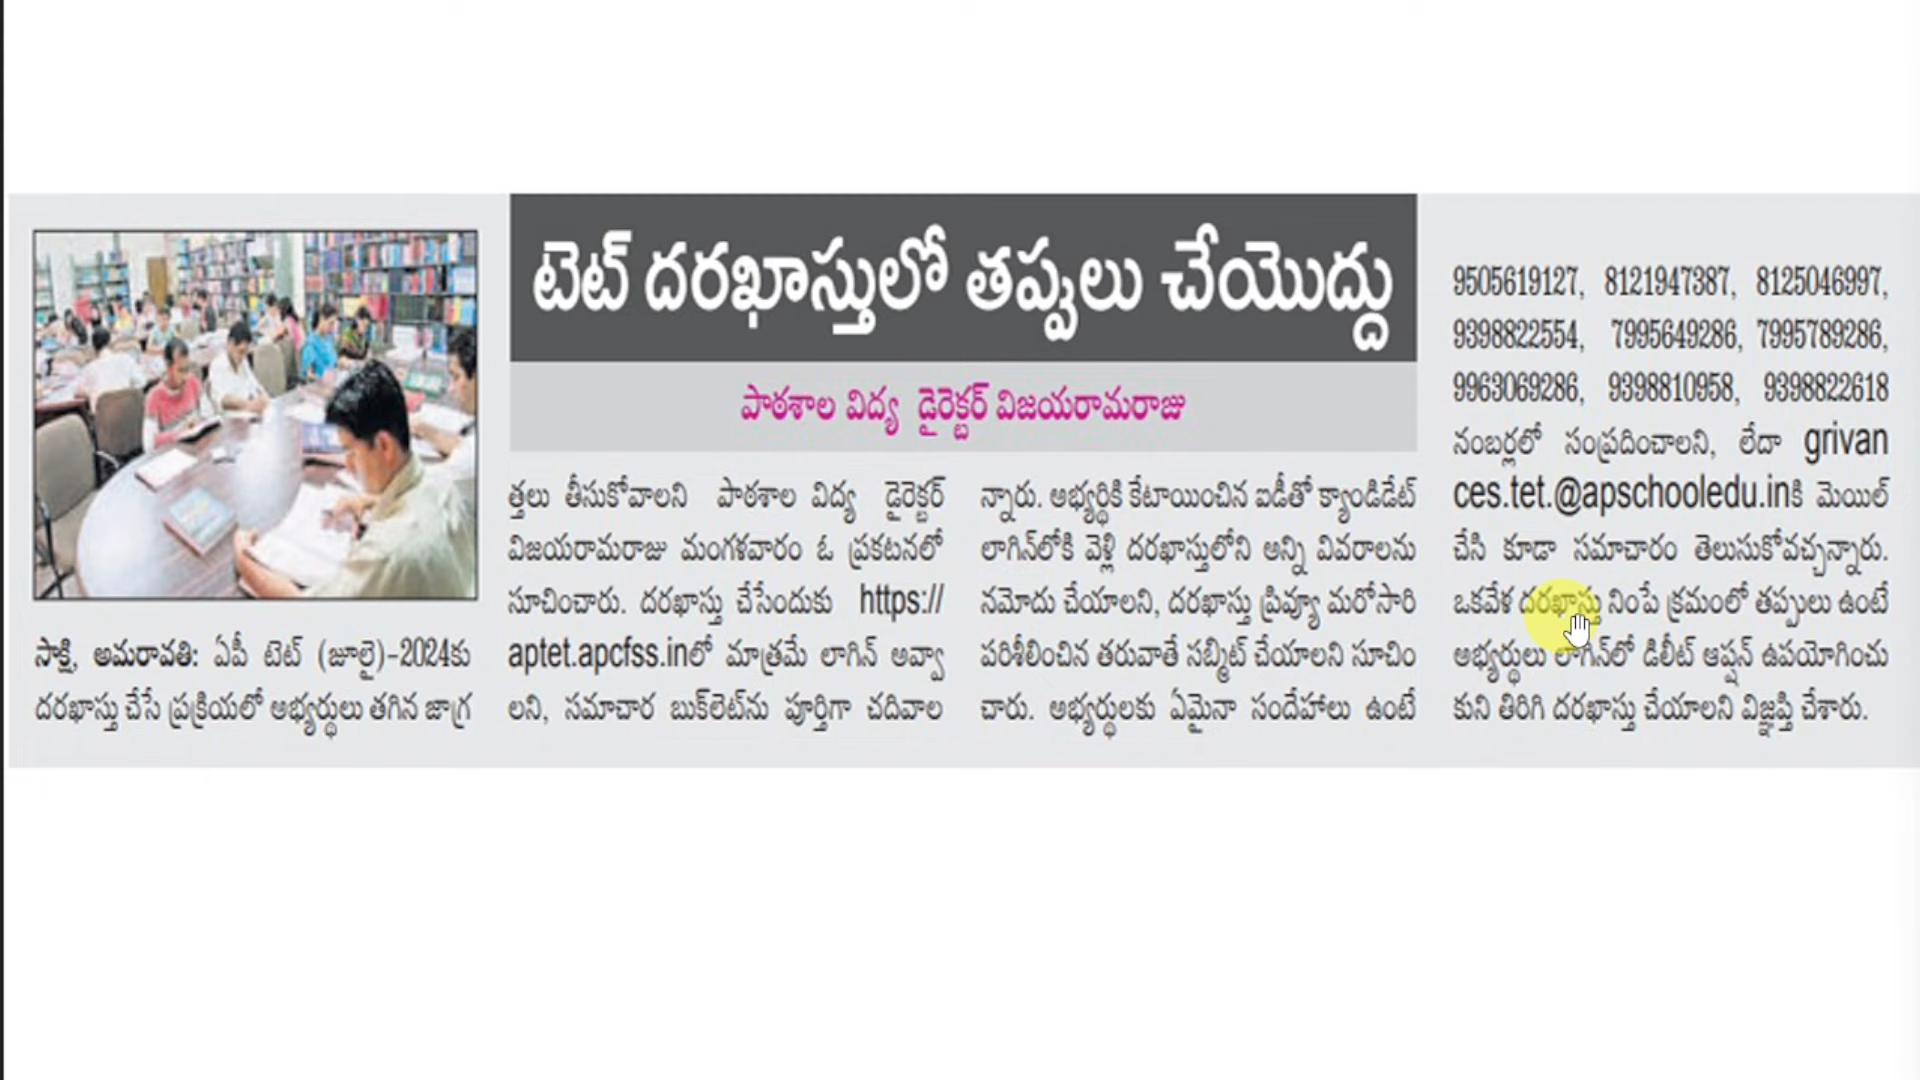 టెట్ దరఖాస్తులో తప్పులు చేయొద్దు
పాఠశాల విద్య డైరెక్టర్ విజయరామరాజు
సాక్షి, అమరావతి: ఏపీ టెట్ (జూలై)-2024కు
దరఖాస్తు చేసే ప్రక్రియలో అభ్యర్థులు తగిన జాగ్ర
త్తలు తీసుకోవాలని పాఠశాల విద్య డైరెక్టర్
విజయరామరాజు మంగళవారం ఓ ప్రకటనలో
సూచించారు. దరఖాస్తు చేసేందుకు https://
aptet.apcfss.inలో మాత్రమే లాగిన్ అవ్వా
లని, సమాచార బుక్‌లెట్‌ను పూర్తిగా చదివాల
న్నారు. అభ్యర్థికి కేటాయించిన ఐడీతో క్యాండిడేట్
లాగిన్‌లోకి వెళ్లి దరఖాస్తులోని అన్ని వివరాలను
నమోదు చేయాలని, దరఖాస్తు ప్రివ్యూ మరోసారి
పరిశీలించిన తరువాతే సబ్మిట్ చేయాలని సూచిం
చారు. అభ్యర్థులకు ఏమైనా సందేహాలు ఉంటే
9505619127, 8121947387, 8125046997,
9398822554, 7995649286, 7995789286,
9963069286, 9398810958, 9398822618
నంబర్లలో సంప్రదించాలని, లేదా grivan
ces.tet.@apschooledu.inకి మెయిల్
చేసి కూడా సమాచారం తెలుసుకోవచ్చన్నారు.
ఒకవేళ దరఖాస్తు నింపే క్రమంలో తప్పులు ఉంటే
అభ్యర్థులు లాగిన్‌లో డిలీట్ ఆప్షన్ ఉపయోగించు
కుని తిరిగి దరఖాస్తు చేయాలని విజ్ఞప్తి చేశారు.